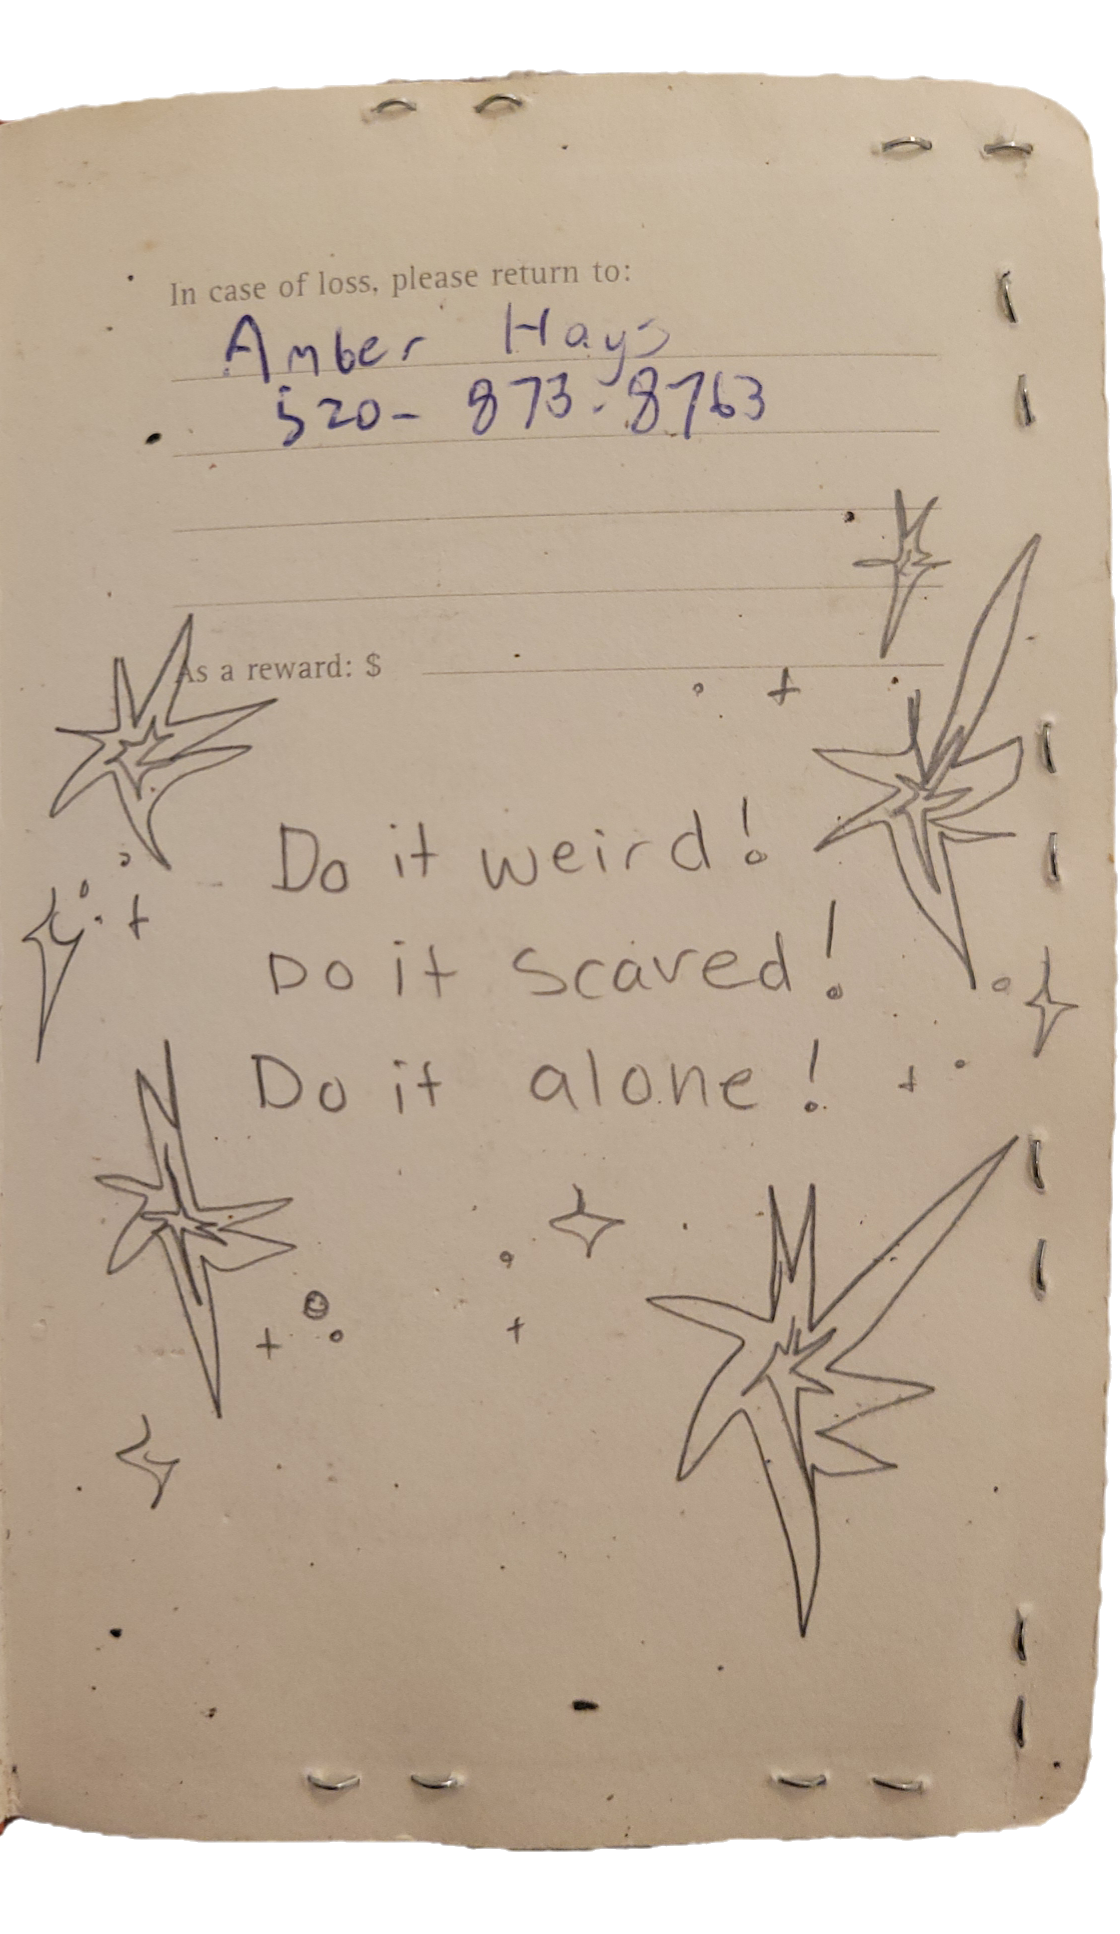 In case of loss, please return to:
Amber Hays
520- 873-8763
As a reward: $
Do it weird!
Do it scared!
Do it alone!